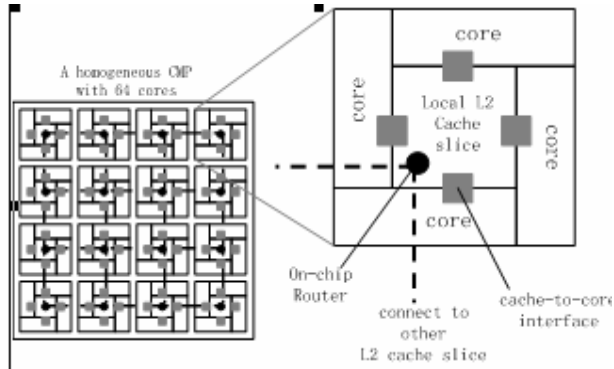 A homogeneous CMP
with 64 cores
core
core
Local L2
Cache
slice
core
core
On-chip
Router
connect to
other
L2 cache slice
cache-to-core
interface